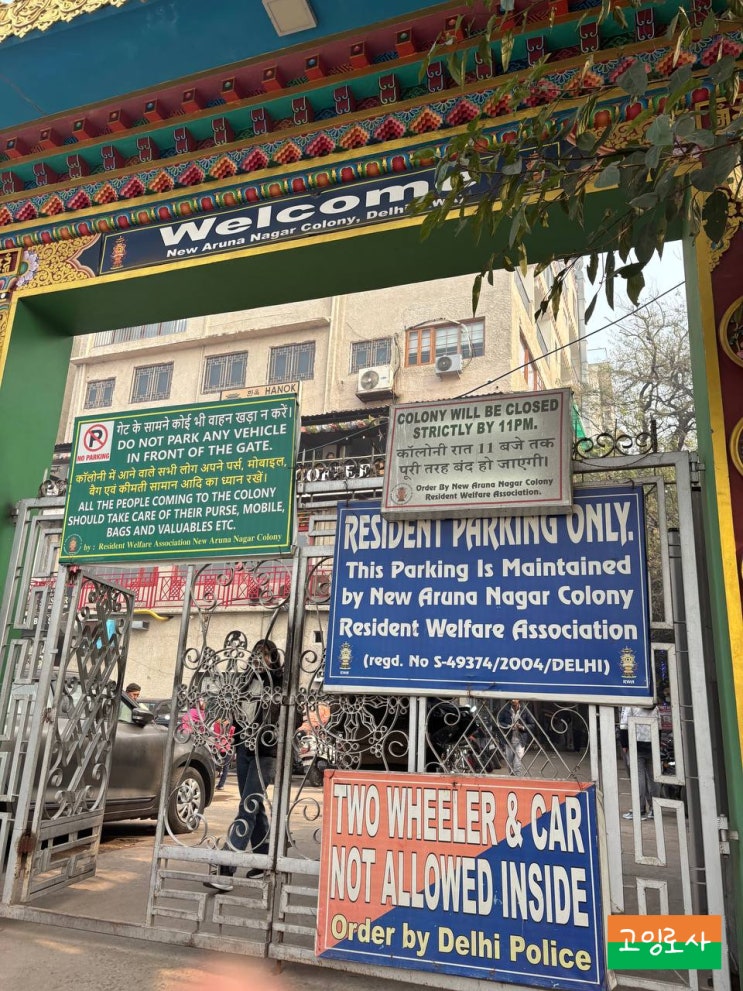 Welcome
New Aruna Nagar Colony, Delhi
한옥 HANOK
NO PARKING
गेट के सामने कोई भी वाहन खड़ा न करें।
DO NOT PARK ANY VEHICLE
IN FRONT OF THE GATE.
कॉलोनी में आने वाले सभी लोग अपने पर्स, मोबाइल,
बैग एवं कीमती सामान आदि का ध्यान रखें।
ALL THE PEOPLE COMING TO THE COLONY
SHOULD TAKE CARE OF THEIR PURSE, MOBILE,
BAGS AND VALUABLES ETC.
by : Resident Welfare Association New Aruna Nagar Colony
COLONY WILL BE CLOSED
STRICTLY BY 11PM.
कॉलोनी रात 11 बजे तक
पूरी तरह बंद हो जाएगी।
Order By New Aruna Nagar Colony
Resident Welfare Association.
COFFEE
RESIDENT PARKING ONLY.
This Parking Is Maintained
by New Aruna Nagar Colony
Resident Welfare Association
(regd. No S-49374/2004/DELHI)
RWA
RWA
TWO WHEELER & CAR
NOT ALLOWED INSIDE
Order by Delhi Police
고잉로사